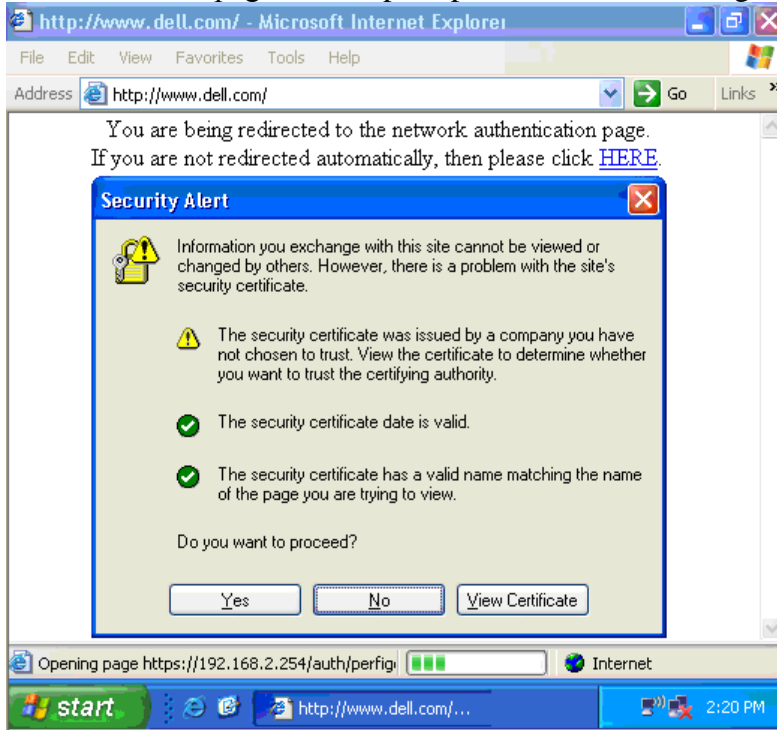 http://www.dell.com/ - Microsoft Internet Explorer
File Edit View Favorites Tools Help
Address http://www.dell.com/ Go Links »
You are being redirected to the network authentication page.
If you are not redirected automatically, then please click HERE.
Security Alert
Information you exchange with this site cannot be viewed or
changed by others. However, there is a problem with the site's
security certificate.
The security certificate was issued by a company you have
not chosen to trust. View the certificate to determine whether
you want to trust the certifying authority.
The security certificate date is valid.
The security certificate has a valid name matching the name
of the page you are trying to view.
Do you want to proceed?
Yes No View Certificate
Opening page https://192.168.2.254/auth/perfig Internet
start http://www.dell.com/... 2:20 PM